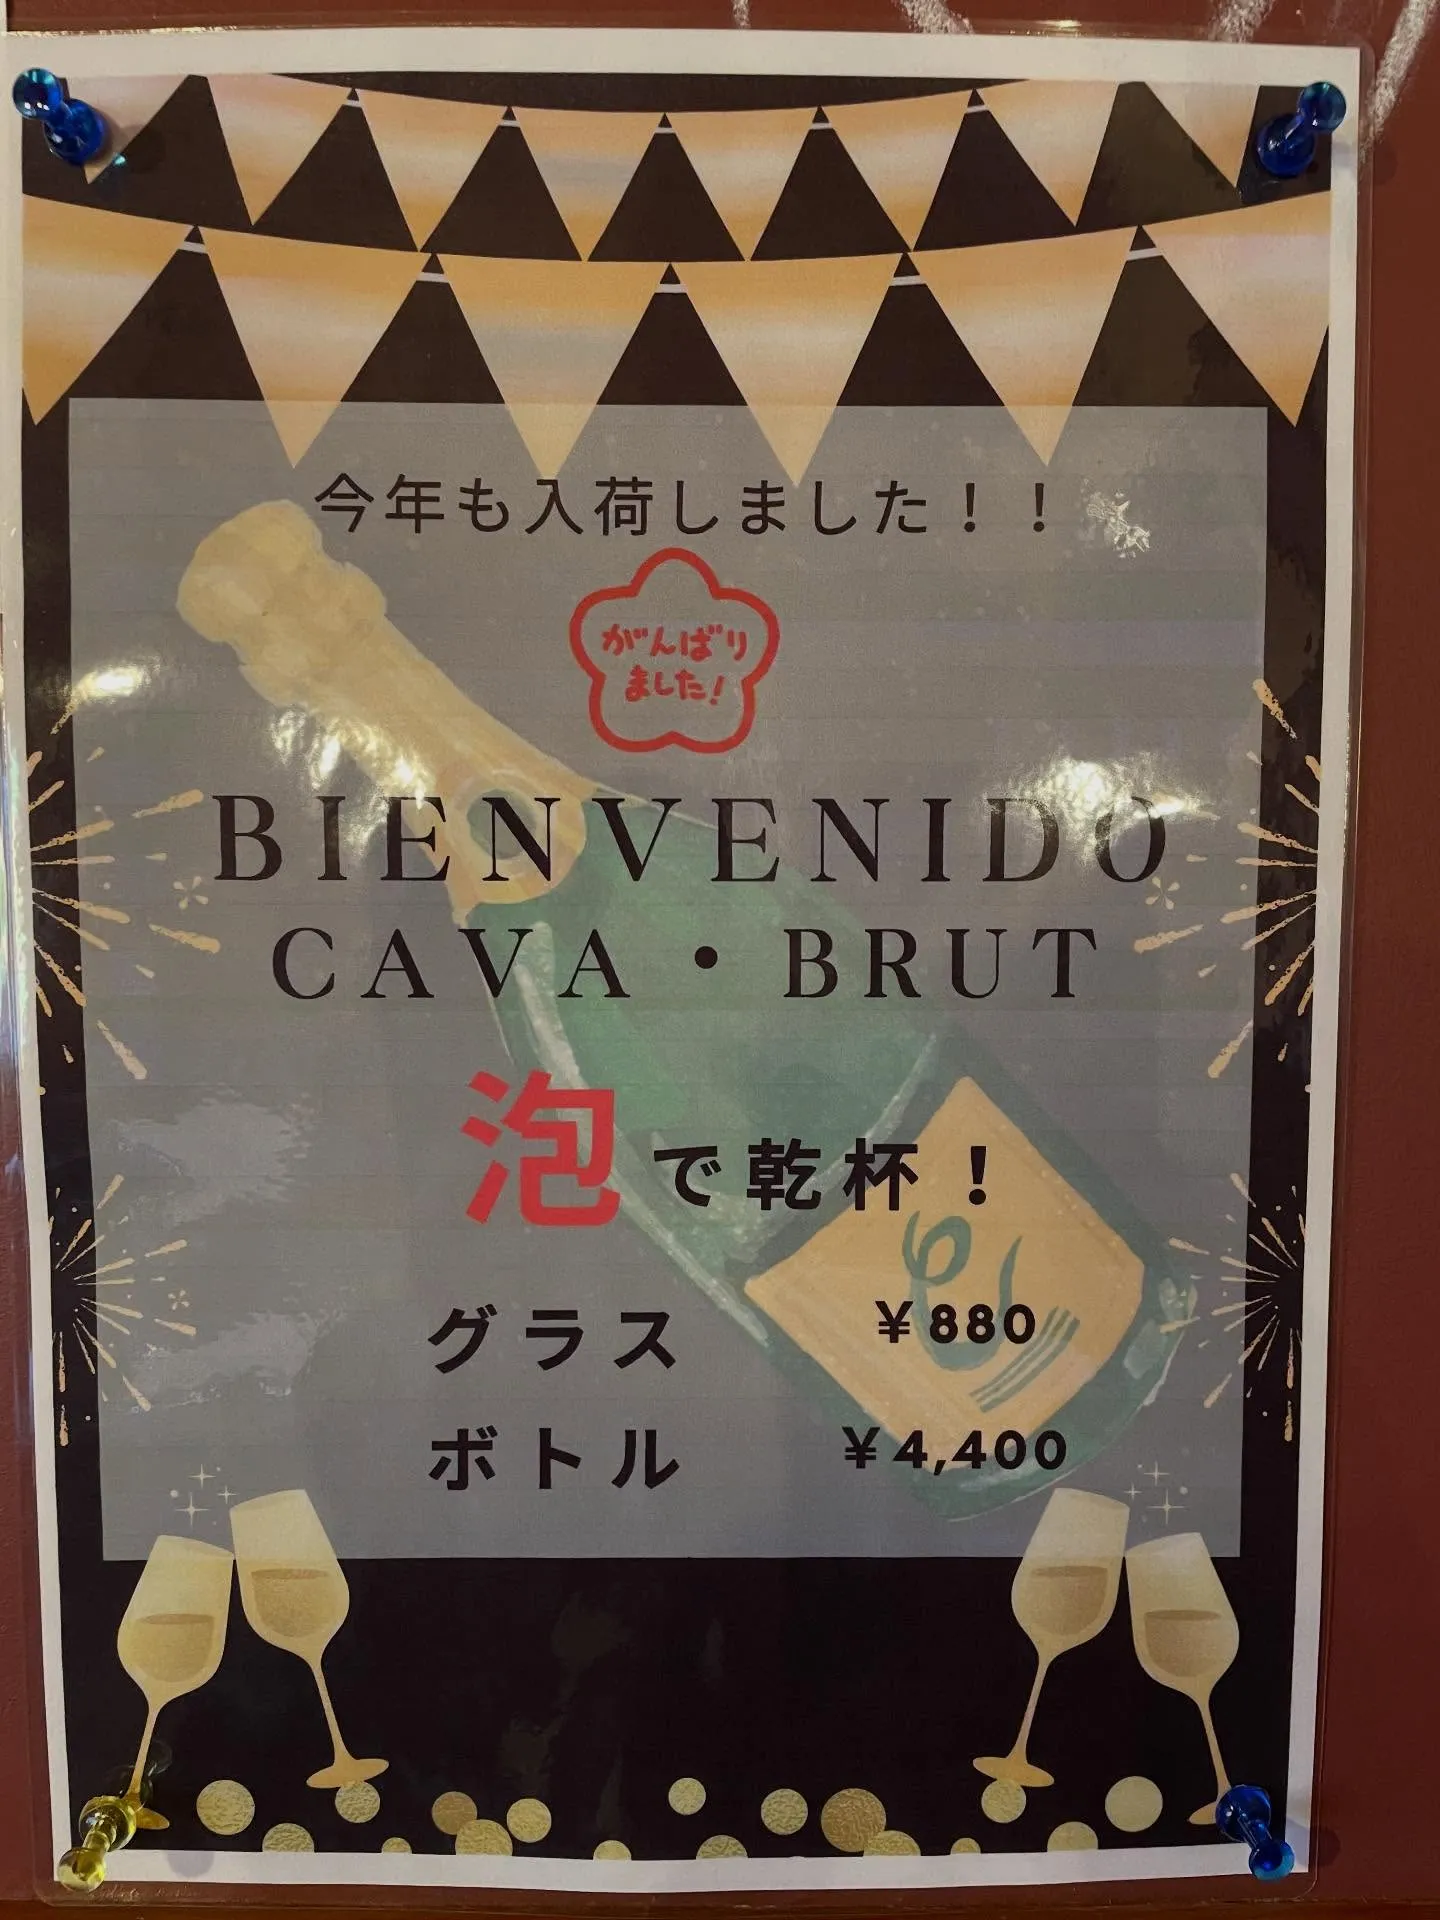 今年も入荷しました！！
がんばり
ました！
BIENVENIDO
CAVA・BRUT
泡で乾杯！
グラス ￥880
ボトル ￥4,400